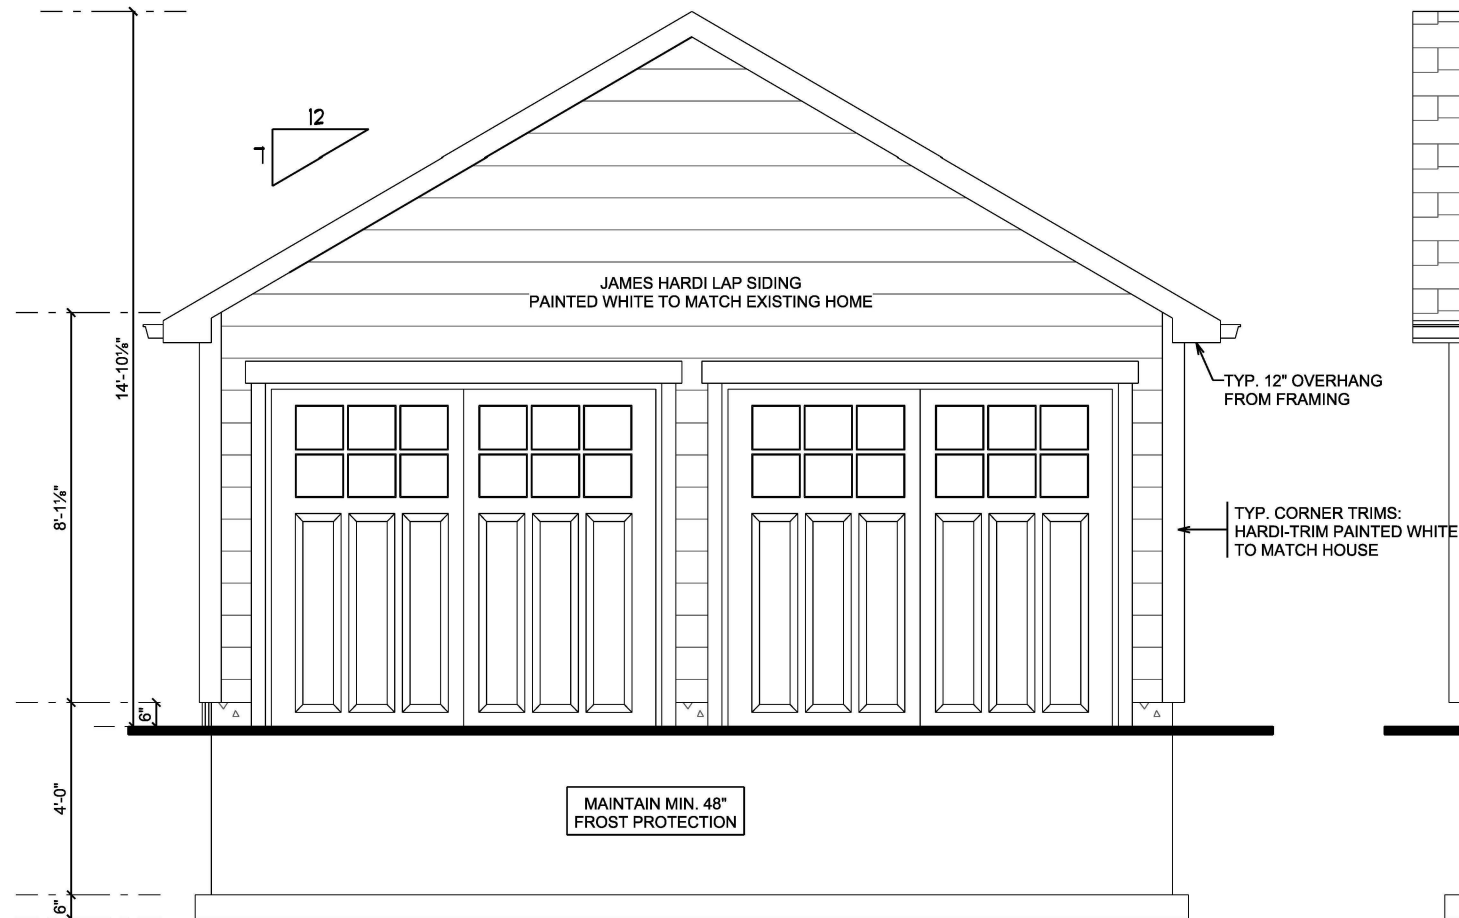 12
7
JAMES HARDI LAP SIDING
PAINTED WHITE TO MATCH EXISTING HOME
14'-10⅛"
8'-1⅛"
TYP. 12" OVERHANG
FROM FRAMING
TYP. CORNER TRIMS:
HARDI-TRIM PAINTED WHITE
TO MATCH HOUSE
6"
4'-0"
MAINTAIN MIN. 48"
FROST PROTECTION
6"